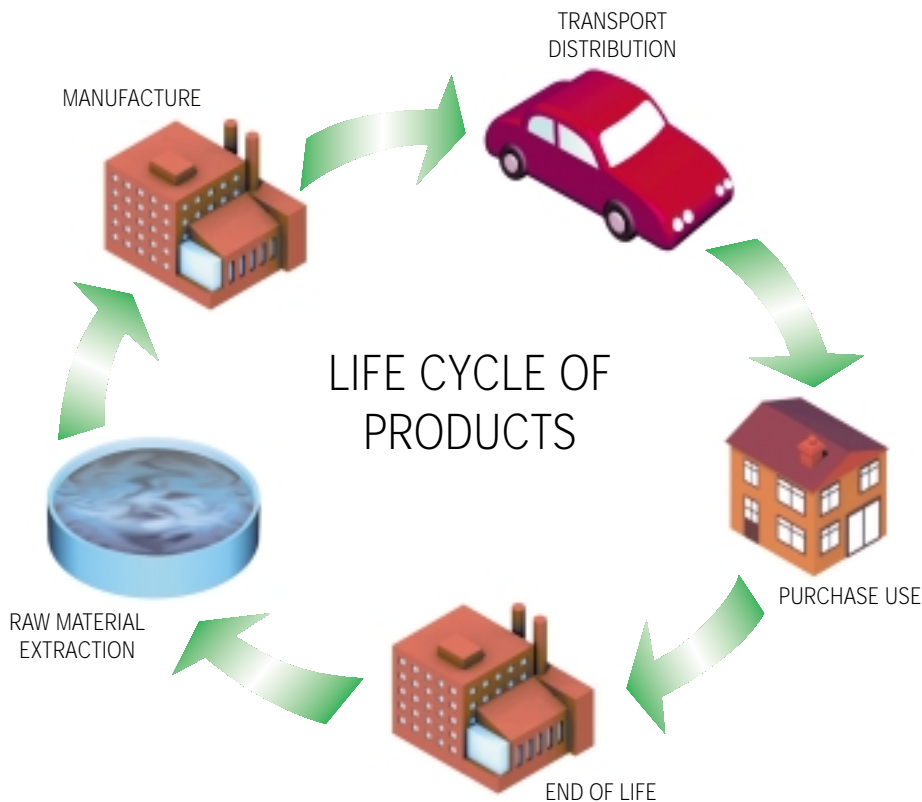 TRANSPORT
DISTRIBUTION
MANUFACTURE
LIFE CYCLE OF
PRODUCTS
PURCHASE USE
RAW MATERIAL
EXTRACTION
END OF LIFE